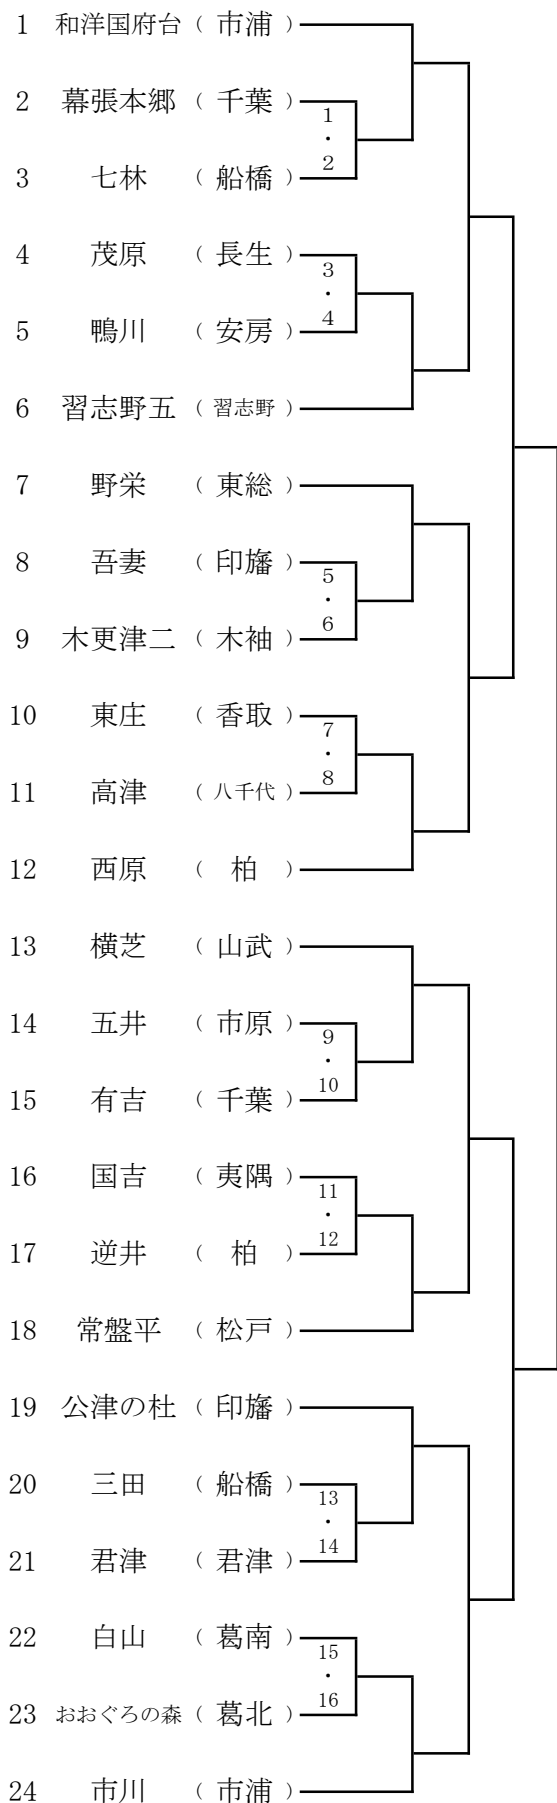 1 和洋国府台 ( 市浦 )
2 幕張本郷 ( 千葉 )
1・2
3 七林 ( 船橋 )
4 茂原 ( 長生 )
3・4
5 鴨川 ( 安房 )
6 習志野五 ( 習志野 )
7 野栄 ( 東総 )
8 吾妻 ( 印旛 )
5・6
9 木更津二 ( 木袖 )
10 東庄 ( 香取 )
7・8
11 高津 ( 八千代 )
12 西原 ( 柏 )
13 横芝 ( 山武 )
14 五井 ( 市原 )
9・10
15 有吉 ( 千葉 )
16 国吉 ( 夷隅 )
11・12
17 逆井 ( 柏 )
18 常盤平 ( 松戸 )
19 公津の杜 ( 印旛 )
20 三田 ( 船橋 )
13・14
21 君津 ( 君津 )
22 白山 ( 葛南 )
15・16
23 おおぐろの森 ( 葛北 )
24 市川 ( 市浦 )